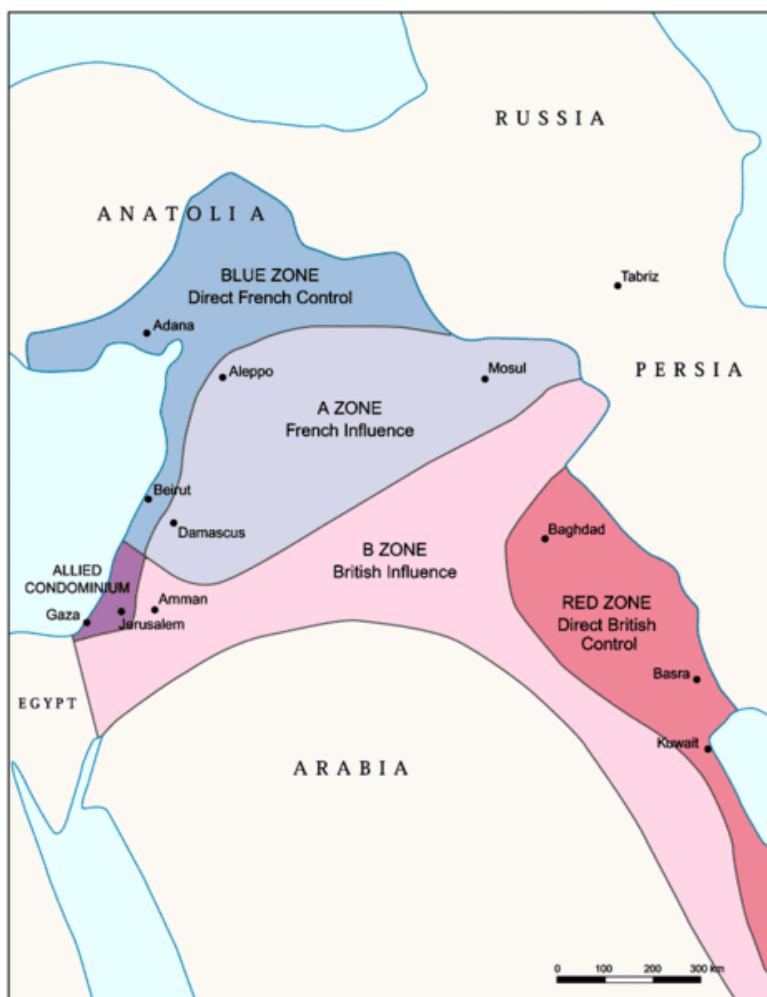 RUSSIA
ANATOLIA
BLUE ZONE
Direct French Control
Tabriz
Adana
Aleppo
Mosul
PERSIA
A ZONE
French Influence
Beirut
Damascus
Baghdad
B ZONE
British Influence
ALLIED
CONDOMINIUM
Amman
Gaza
Jerusalem
RED ZONE
Direct British
Control
Basra
EGYPT
Kuwait
ARABIA
0 100 200 300 km